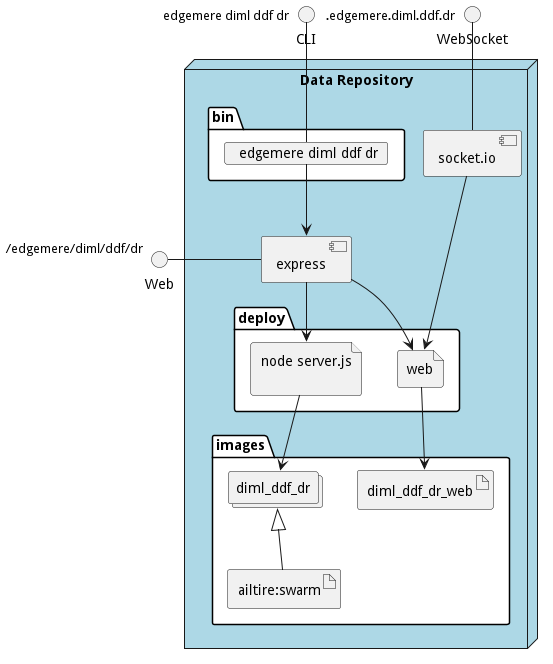 edgemere diml ddf dr
.edgemere.diml.ddf.dr
CLI
WebSocket
Data Repository
bin
edgemere diml ddf dr
socket.io
/edgemere/diml/ddf/dr
Web
express
deploy
node server.js
web
images
diml_ddf_dr
diml_ddf_dr_web
ailtire:swarm